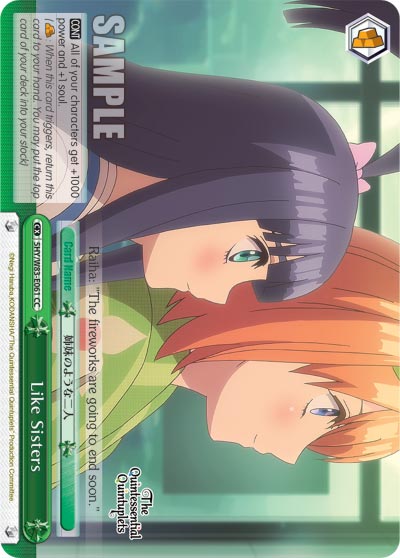 SAMPLE
CONT All of your characters get +1000
power and +1 soul.
( : When this card triggers, return this
card to your hand. You may put the top
card of your deck into your stock)
Raiha: "The fireworks are going to end soon."
Card Name 姉妹のような二人
CX 5HY/W83-E061 CC
Like Sisters
©Negi Haruba, KODANSHA/"The Quintessential Quintuplets" Production Committee.
The
Quintessential
Quintuplets